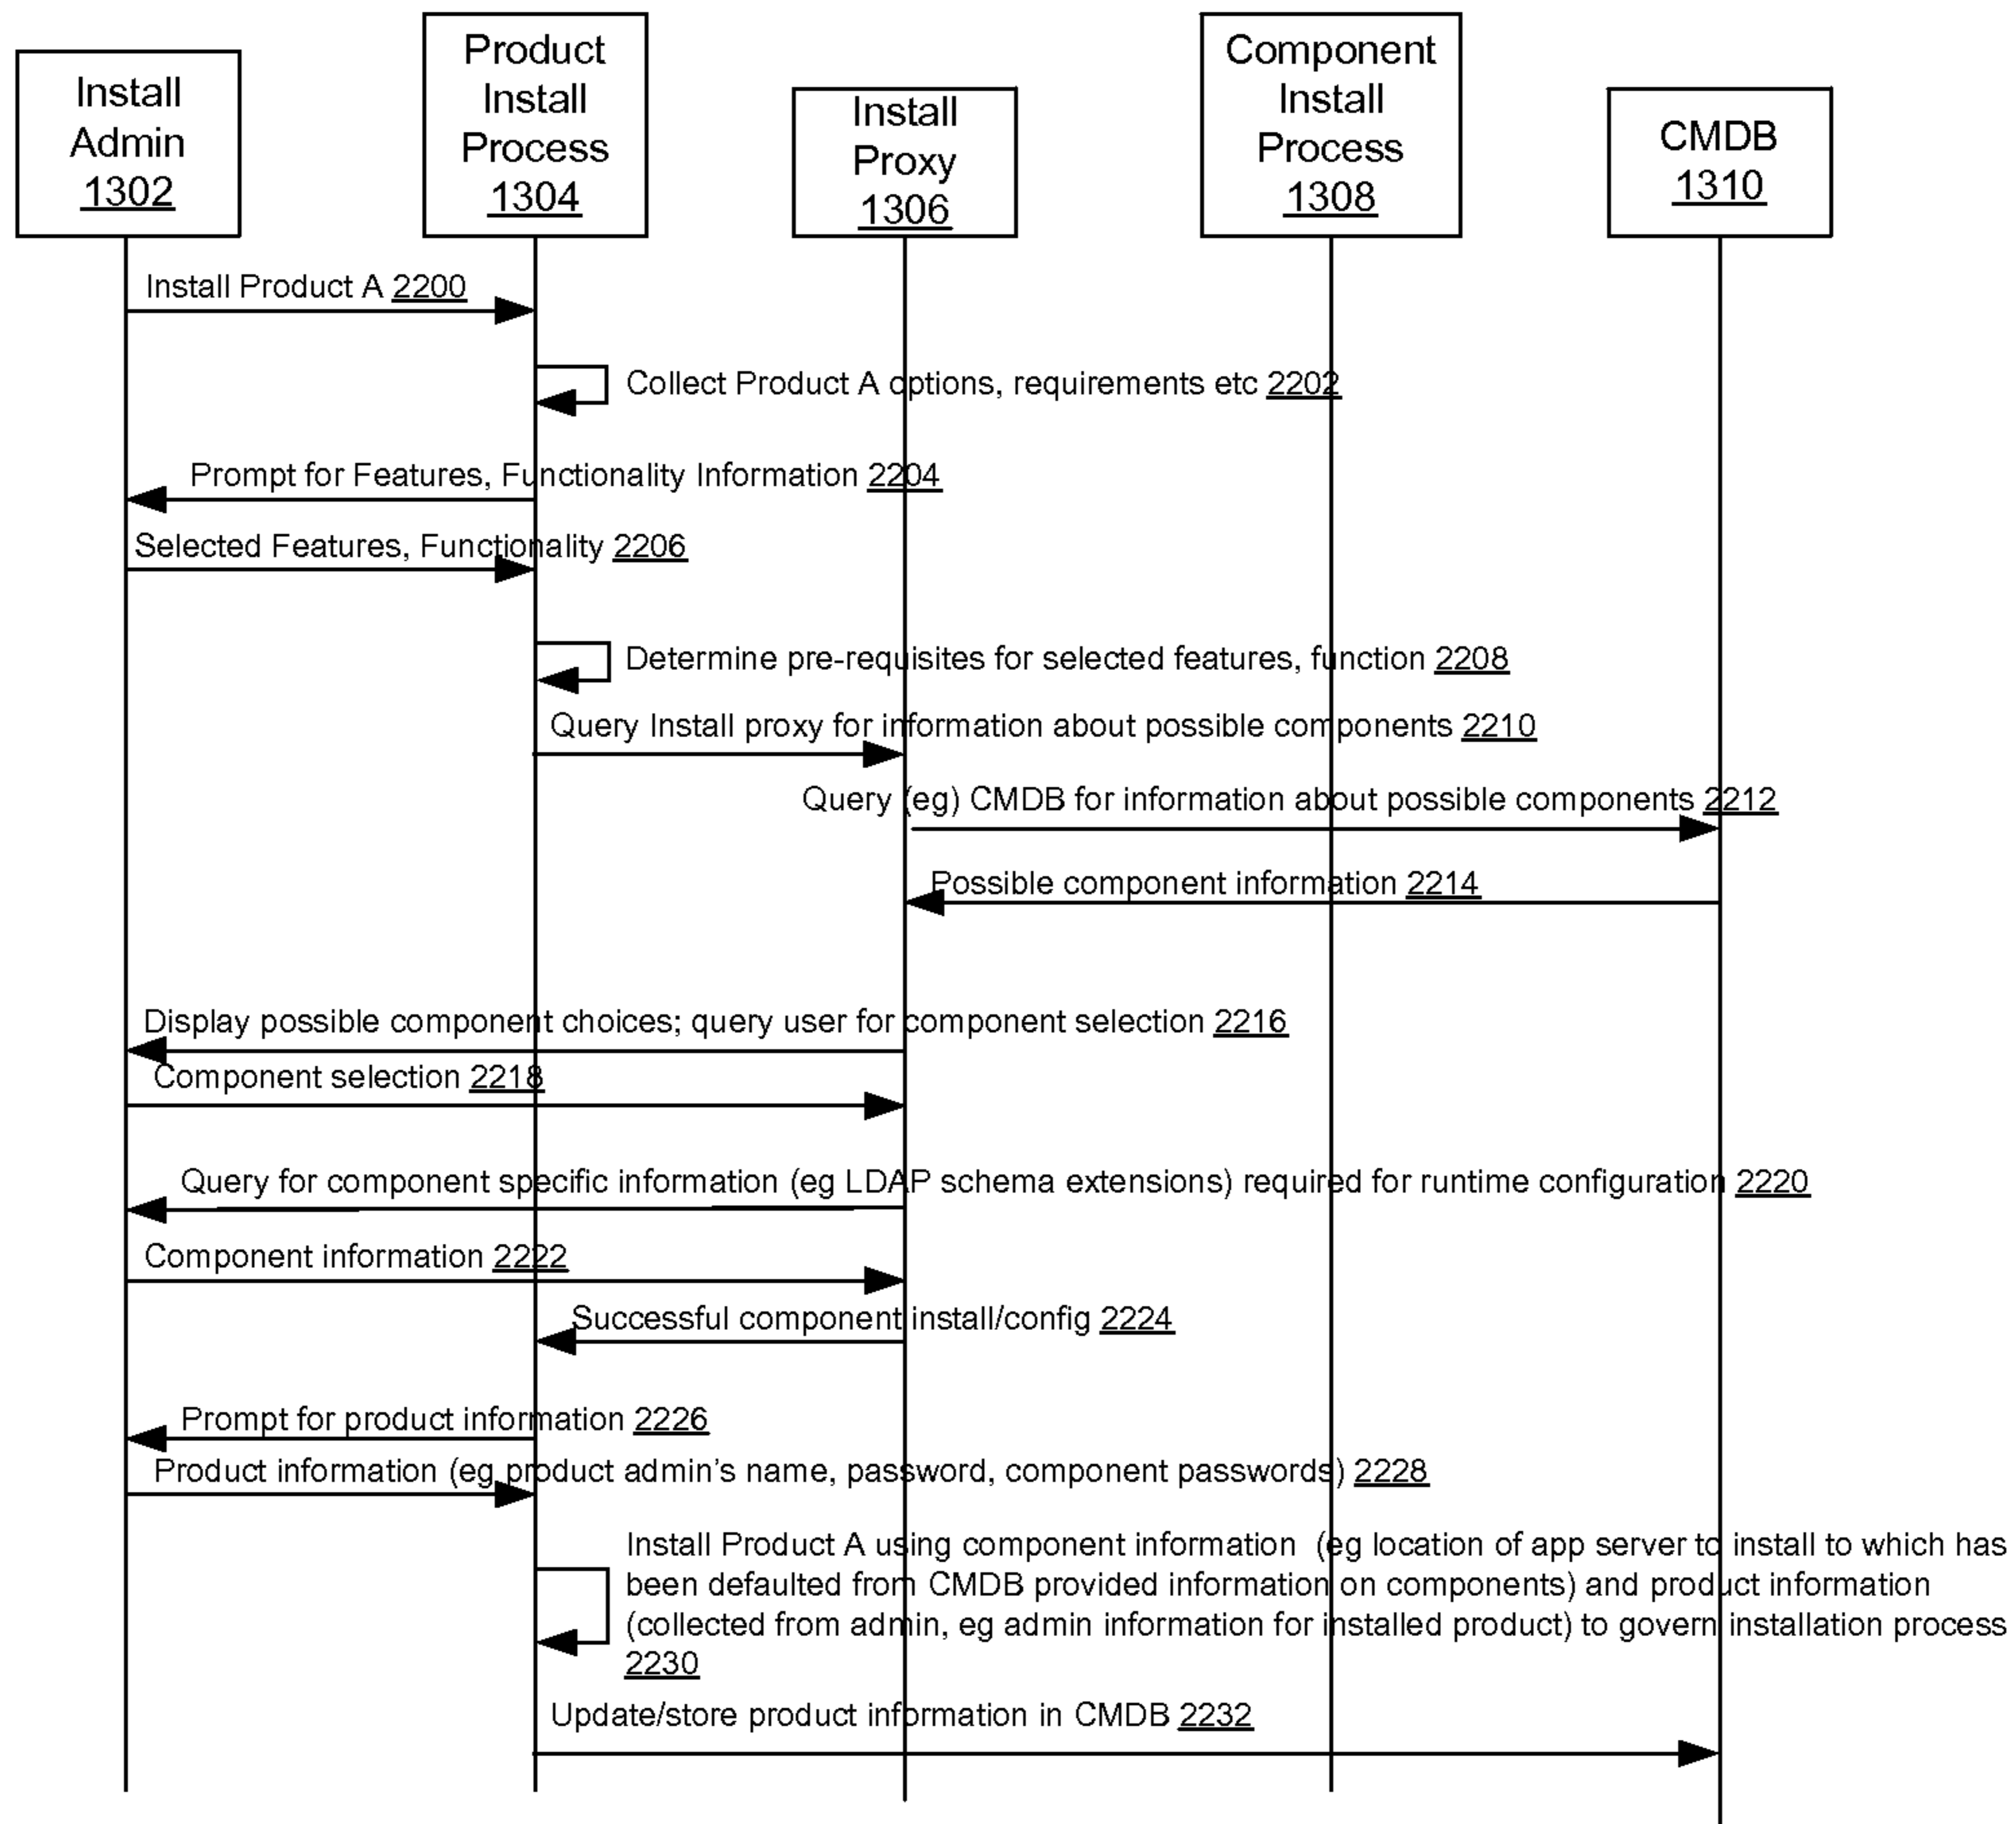 Install
Admin
1302
Product
Install
Process
1304
Install
Proxy
1306
Component
Install
Process
1308
CMDB
1310
Install Product A 2200
Collect Product A options, requirements etc 2202
Prompt for Features, Functionality Information 2204
Selected Features, Functionality 2206
Determine pre-requisites for selected features, function 2208
Query Install proxy for information about possible components 2210
Query (eg) CMDB for information about possible components 2212
Possible component information 2214
Display possible component choices; query user for component selection 2216
Component selection 2218
Query for component specific information (eg LDAP schema extensions) required for runtime configuration 2220
Component information 2222
Successful component install/config 2224
Prompt for product information 2226
Product information (eg product admin's name, password, component passwords) 2228
Install Product A using component information (eg location of app server to install to which has
been defaulted from CMDB provided information on components) and product information
(collected from admin, eg admin information for installed product) to govern installation process
2230
Update/store product information in CMDB 2232